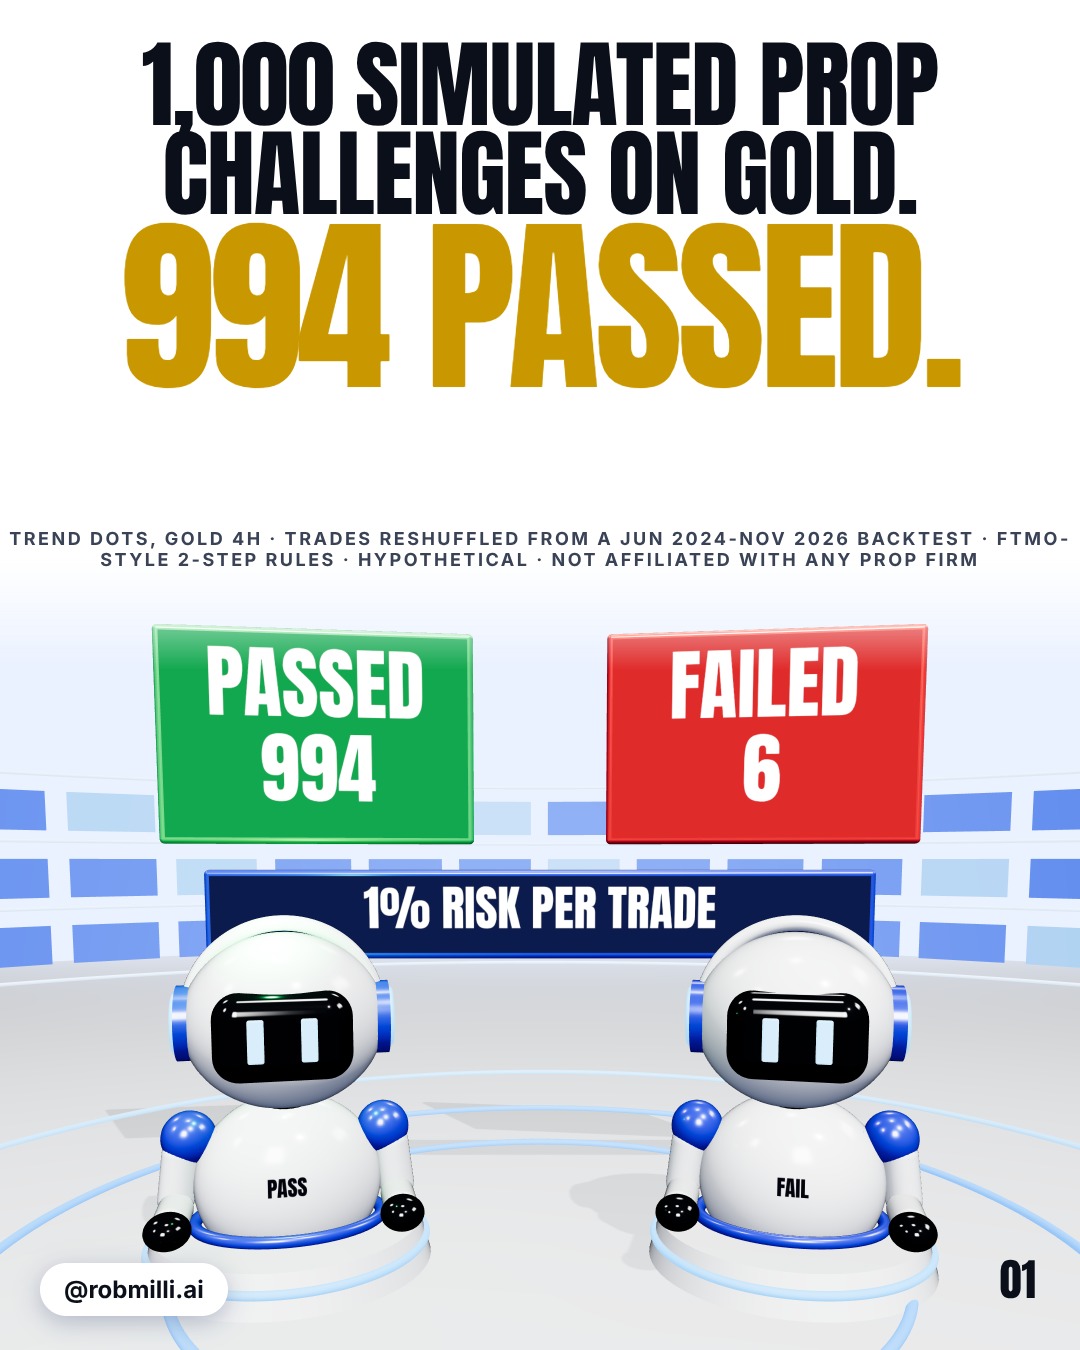 1,000 SIMULATED PROP
CHALLENGES ON GOLD.
994 PASSED.
TREND DOTS, GOLD 4H · TRADES RESHUFFLED FROM A JUN 2024-NOV 2026 BACKTEST · FTMO-
STYLE 2-STEP RULES · HYPOTHETICAL · NOT AFFILIATED WITH ANY PROP FIRM
PASSED
994
FAILED
6
1% RISK PER TRADE
PASS
FAIL
@robmilli.ai
01